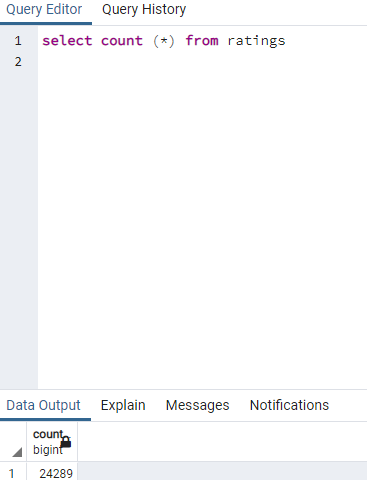 Query Editor Query History
1 select count (*) from ratings
2
Data Output Explain Messages Notifications
count
bigint
1 24289